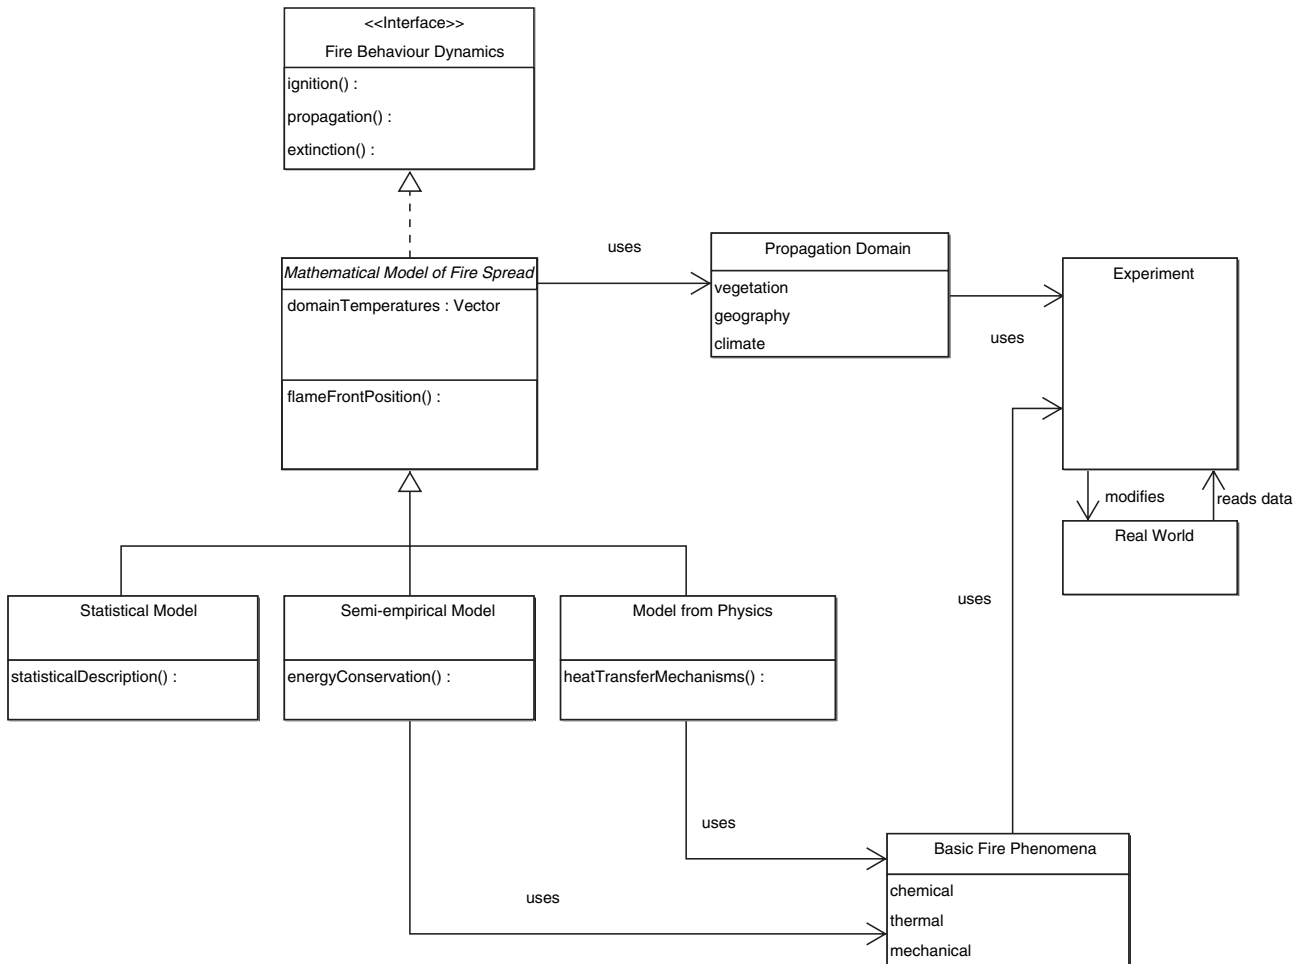 <<Interface>>
Fire Behaviour Dynamics
ignition() :
propagation() :
extinction() :
uses
Mathematical Model of Fire Spread
domainTemperatures : Vector
flameFrontPosition() :
Propagation Domain
vegetation
geography
climate
uses
Experiment
modifies
reads data
Real World
uses
Statistical Model
statisticalDescription() :
Semi-empirical Model
energyConservation() :
Model from Physics
heatTransferMechanisms() :
uses
uses
Basic Fire Phenomena
chemical
thermal
mechanical